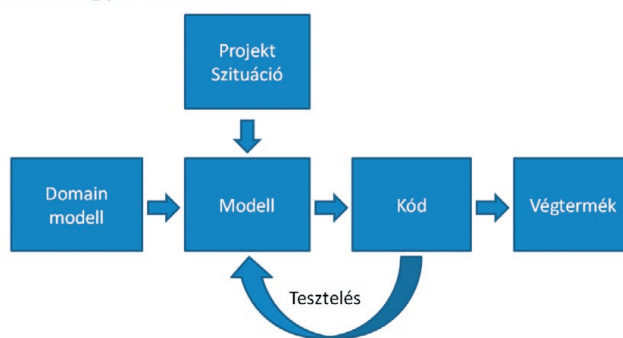 Projekt
Szituáció
Domain
modell
Modell
Kód
Végtermék
Tesztelés